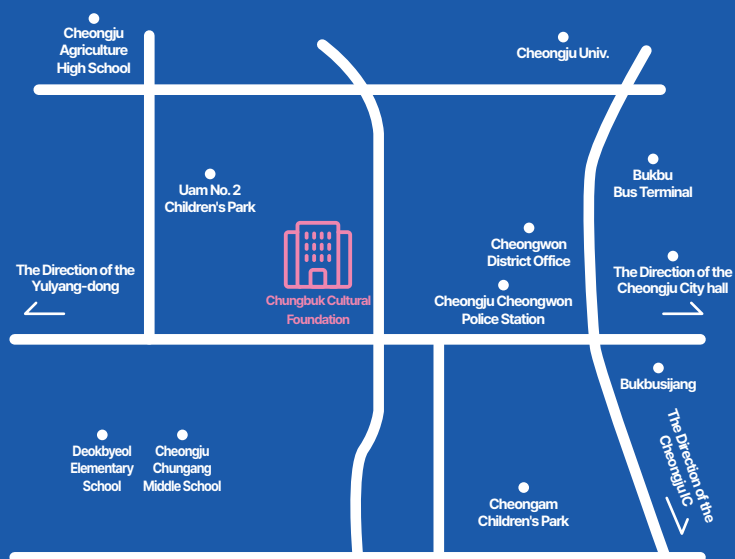 Cheongju
Agriculture
High School
Cheongju Univ.
Uam No. 2
Children's Park
Bukbu
Bus Terminal
Cheongwon
District Office
The Direction of the
Yulyang-dong
The Direction of the
Cheongju City hall
Chungbuk Cultural
Foundation
Cheongju Cheongwon
Police Station
Bukbusijang
The Direction of the
Cheongju IC
Deokbyeol
Elementary
School
Cheongju
Chungang
Middle School
Cheongam
Children's Park